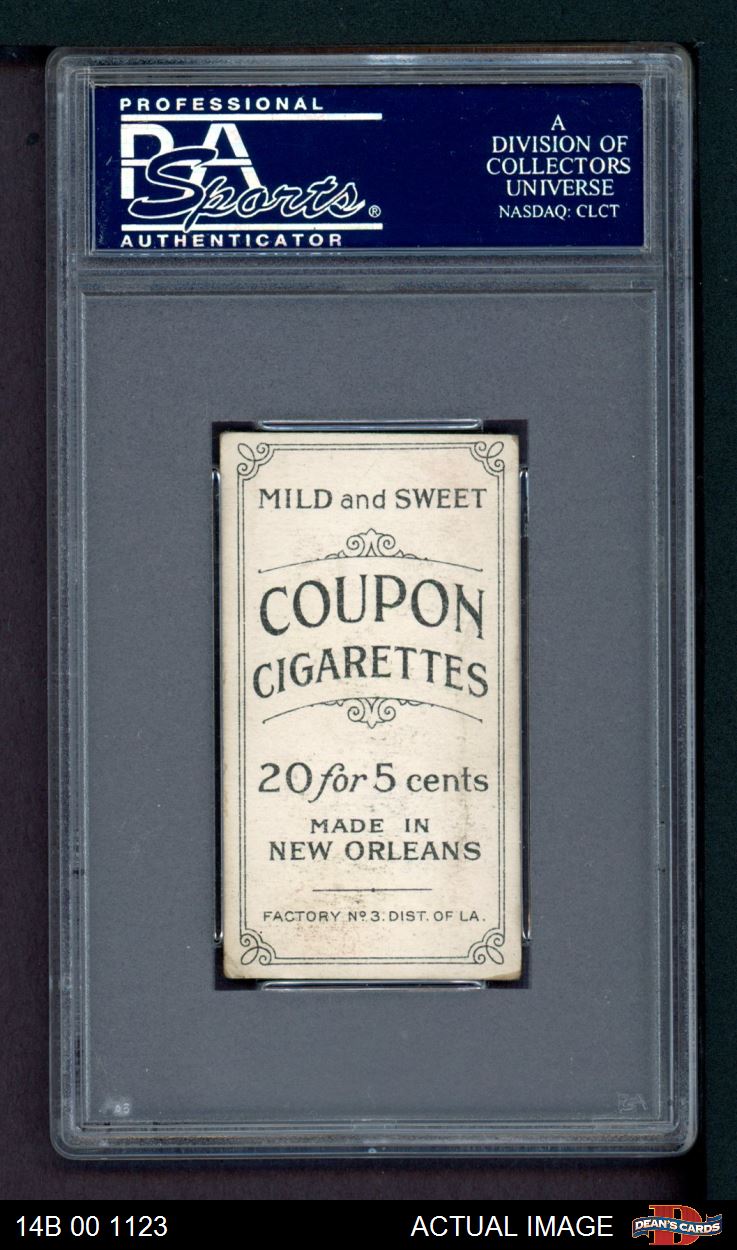 PROFESSIONAL
PSA
Sports®
AUTHENTICATOR
A
DIVISION OF
COLLECTORS
UNIVERSE
NASDAQ: CLCT
MILD and SWEET
COUPON
CIGARETTES
20 for 5 cents
MADE IN
NEW ORLEANS
FACTORY Nº 3. DIST. OF LA.
PSA
14B 00 1123
ACTUAL IMAGE
D
DEAN'S CARDS